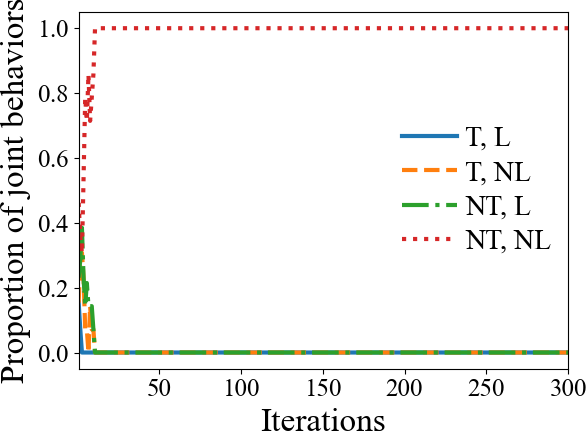 Proportion of joint behaviors
1.0
0.8
0.6
0.4
0.2
0.0
T, L
T, NL
NT, L
NT, NL
50
100
150
200
250
300
Iterations